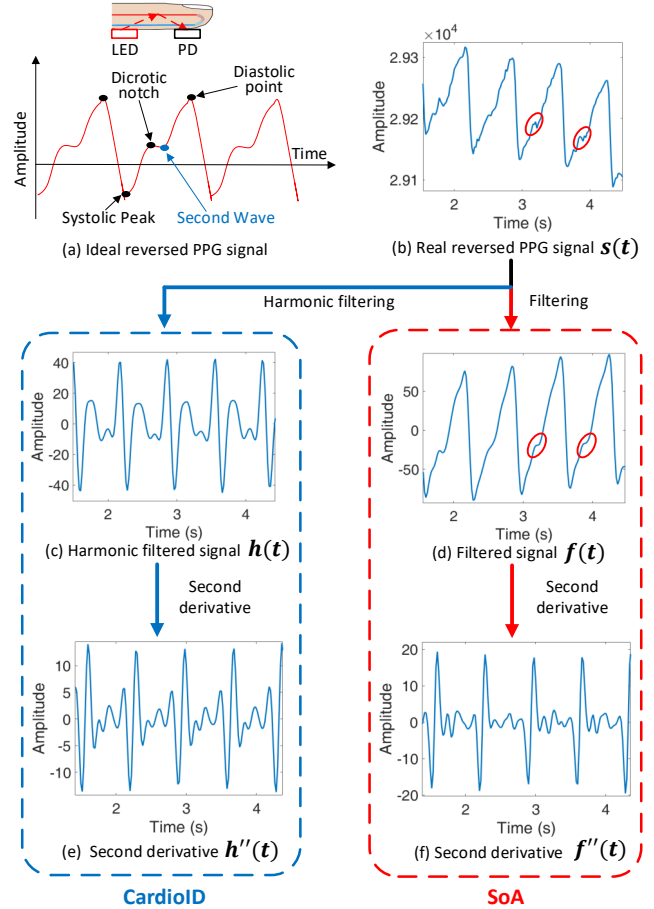 LED PD
Dicrotic
notch
Diastolic
point
Amplitude
Time
Systolic Peak
Second Wave
(a) Ideal reversed PPG signal
×10⁴
2.93
2.92
2.91
2 3 4
Time (s)
(b) Real reversed PPG signal s(t)
Harmonic filtering
Filtering
Amplitude
40
20
0
-20
-40
2 3 4
Time (s)
(c) Harmonic filtered signal h(t)
Amplitude
50
0
-50
2 3 4
Time (s)
(d) Filtered signal f(t)
Second
derivative
Second
derivative
Amplitude
10
5
0
-5
-10
2 3 4
Time (s)
(e) Second derivative h''(t)
Amplitude
20
10
0
-10
-20
2 3 4
Time (s)
(f) Second derivative f''(t)
CardioID
SoA